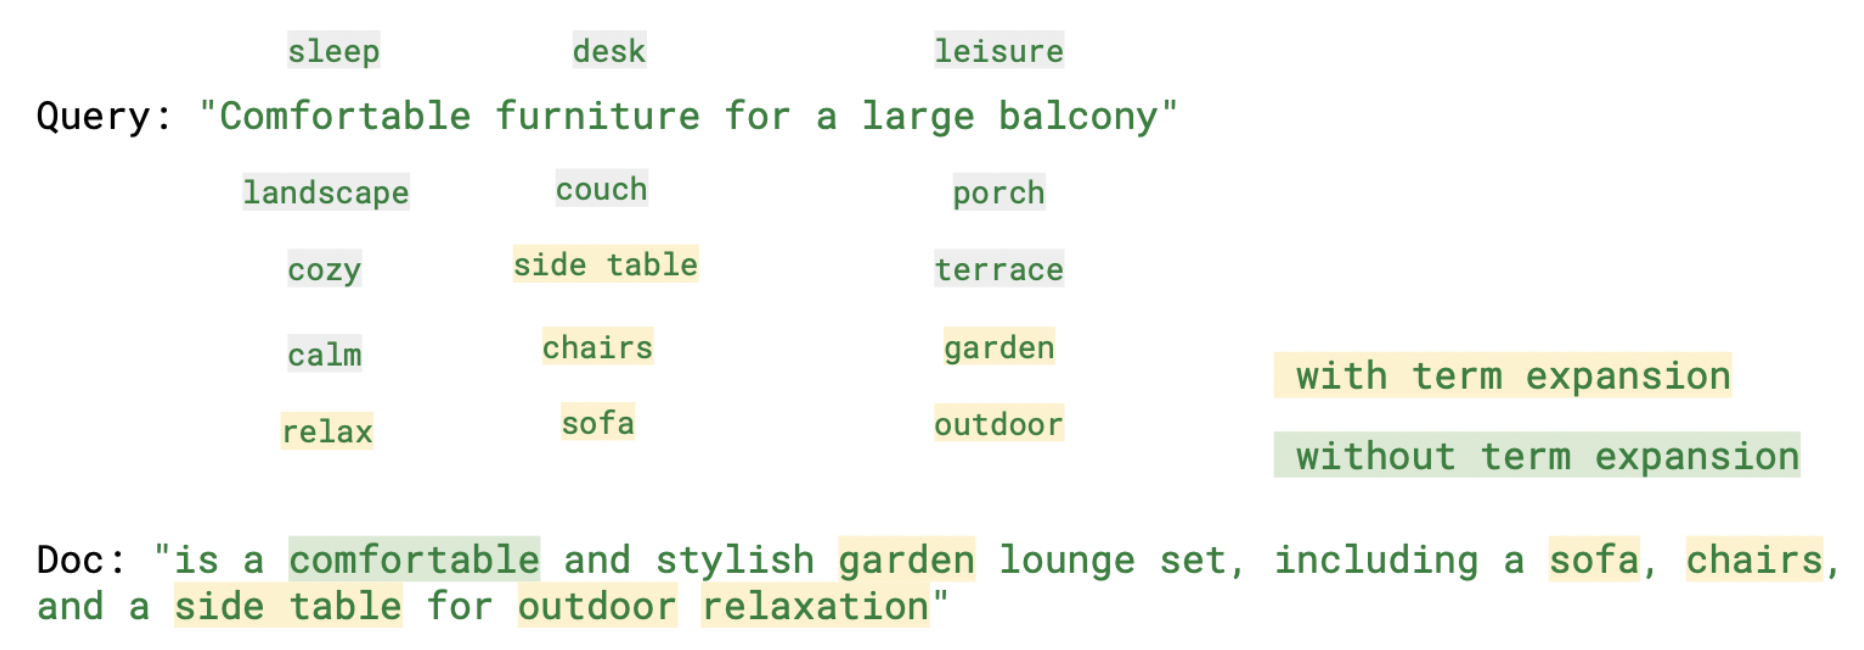 sleep desk leisure
Query: "Comfortable furniture for a large balcony"
landscape couch porch
cozy side table terrace
calm chairs garden
with term expansion
relax sofa outdoor
without term expansion
Doc: "is a comfortable and stylish garden lounge set, including a sofa, chairs,
and a side table for outdoor relaxation"